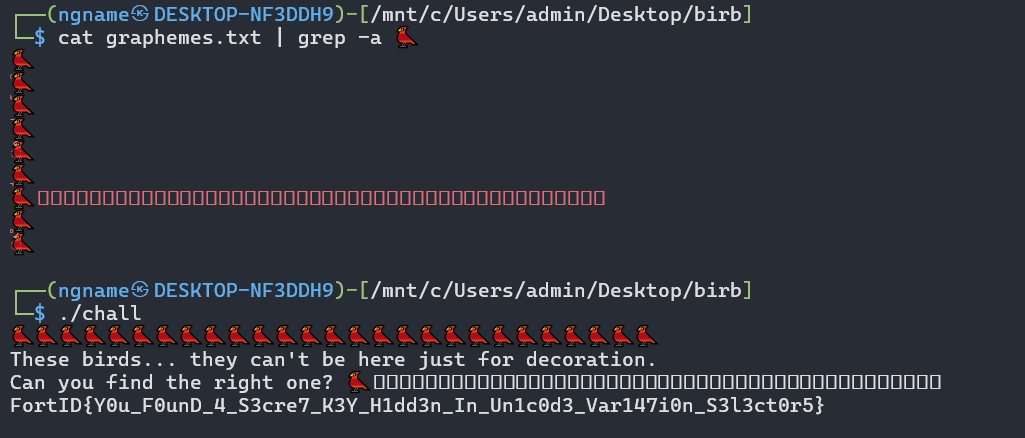 ┌──(ngname㉿DESKTOP-NF3DDH9)-[/mnt/c/Users/admin/Desktop/birb]
└─$ cat graphemes.txt | grep -a 🐦
┌──(ngname㉿DESKTOP-NF3DDH9)-[/mnt/c/Users/admin/Desktop/birb]
└─$ ./chall
These birds... they can't be here just for decoration.
Can you find the right one?
FortID{Y0u_F0unD_4_S3cre7_K3Y_H1dd3n_In_Un1c0d3_Var147i0n_S3l3ct0r5}